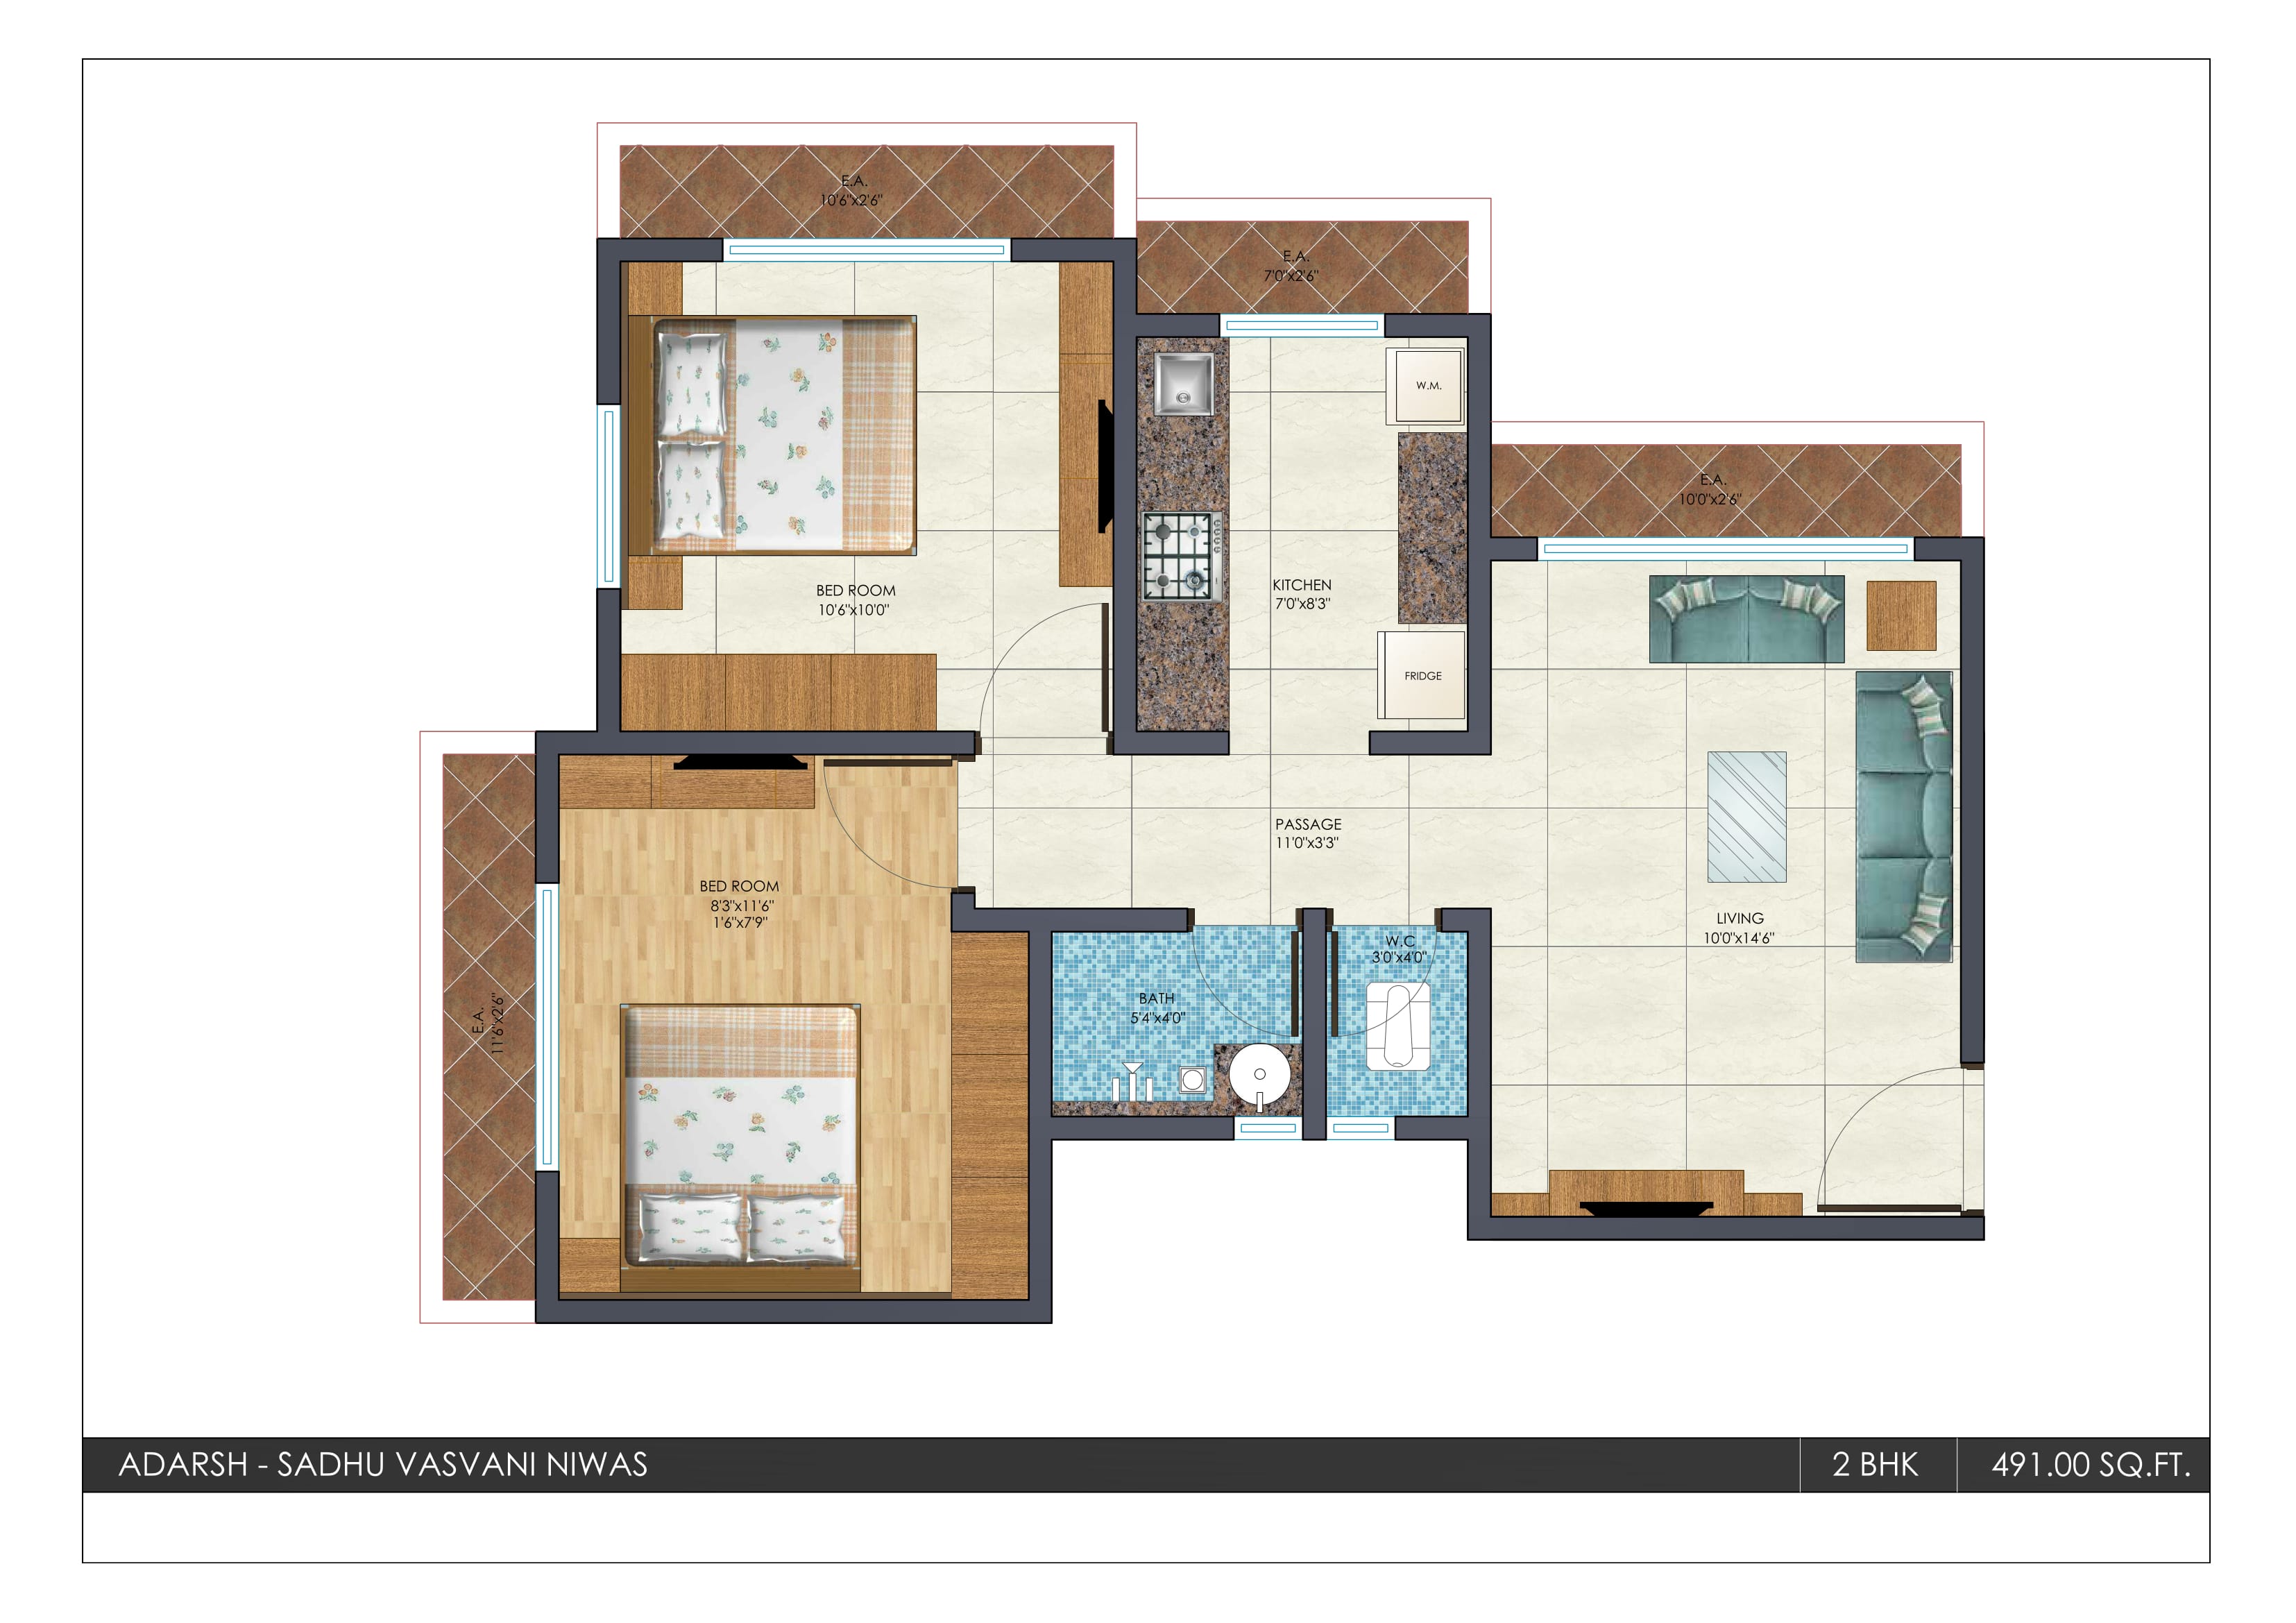 E.A.
10'6"x2'6"
E.A.
7'0"x2'6"
W.M.
E.A.
10'0"x2'6"
BED ROOM
10'6"x10'0"
KITCHEN
7'0"x8'3"
FRIDGE
PASSAGE
11'0"x3'3"
BED ROOM
8'3"x11'6"
1'6"x7'9"
LIVING
10'0"x14'6"
W.C
3'0"x4'0"
BATH
5'4"x4'0"
E.A.
11'6"x2'6"
ADARSH - SADHU VASVANI NIWAS
2 BHK
491.00 SQ.FT.